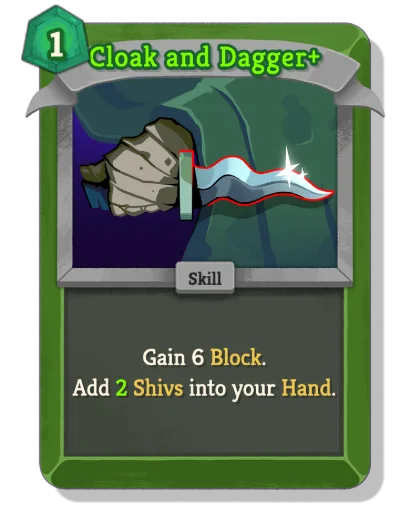 1
Cloak and Dagger+
Skill
Gain 6 Block.
Add 2 Shivs into your Hand.